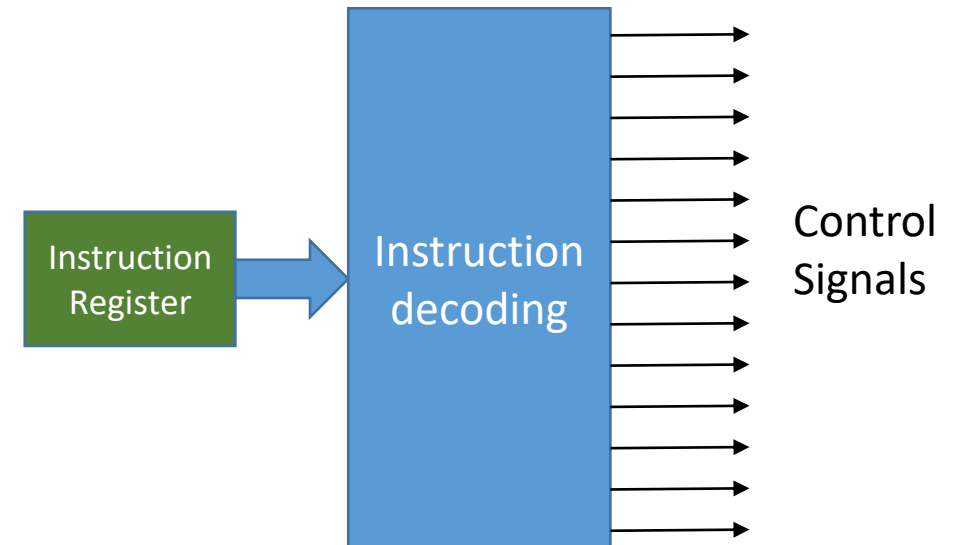 Instruction
Register
Instruction
decoding
Control
Signals